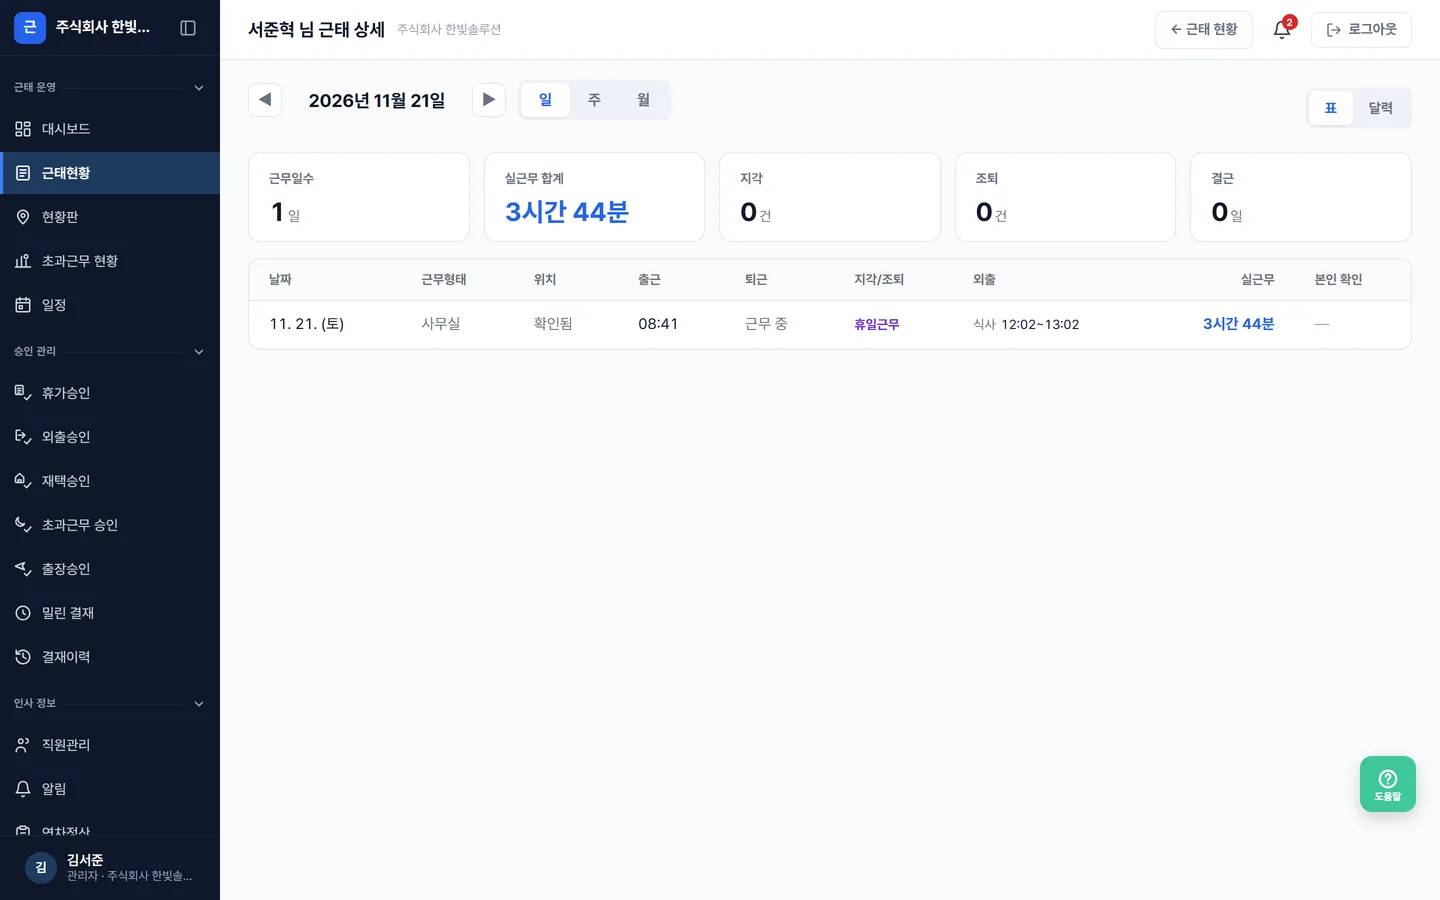 근
주식회사 한빛...
근태 운영
대시보드
근태현황
현황판
초과근무 현황
일정
승인 관리
휴가승인
외출승인
재택승인
초과근무 승인
출장승인
밀린 결재
결재이력
인사 정보
직원관리
알림
연차정산
김
김서준
관리자 · 주식회사 한빛솔...
서준혁 님 근태 상세
주식회사 한빛솔루션
← 근태 현황
2
로그아웃
◀
2026년 11월 21일
▶
일
주
월
표
달력
근무일수
1 일
실근무 합계
3시간 44분
지각
0 건
조퇴
0 건
결근
0 일
날짜 근무형태 위치 출근 퇴근 지각/조퇴 외출 실근무 본인 확인
11. 21. (토) 사무실 확인됨 08:41 근무 중 휴일근무 식사 12:02~13:02 3시간 44분 —
도움말